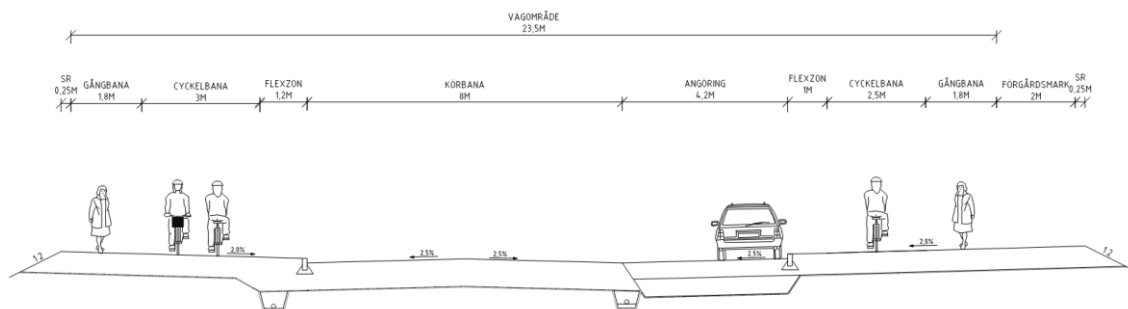 VÄGOMRÅDE
23,5M
SR
0,25M
GÅNGBANA
1,8M
CYCKELBANA
3M
FLEXZON
1,2M
KÖRBANA
8M
ANGÖRING
4,2M
FLEXZON
1M
CYCKELBANA
2,5M
GÅNGBANA
1,8M
FÖRGÅRDSMARK
2M
SR
0,25M
1:2
2,0%
2,5%
2,5%
2,5%
2,0%
1:2